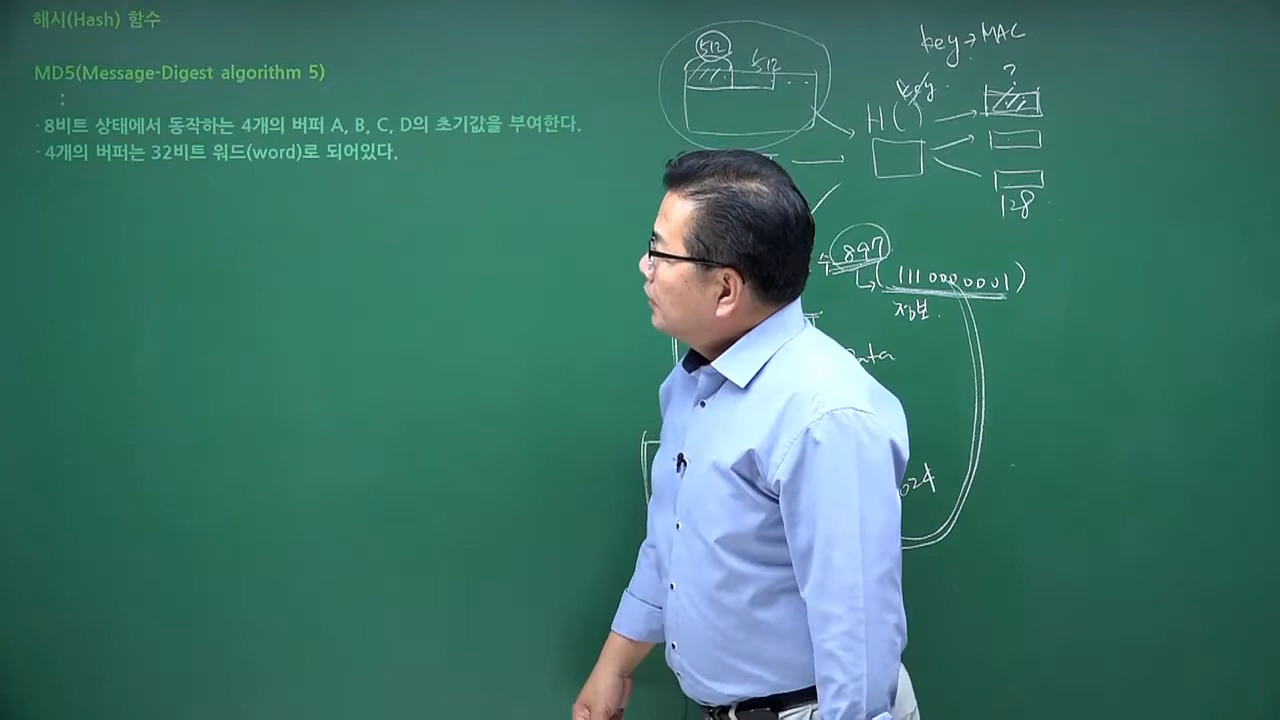 해시(Hash) 함수
MD5(Message-Digest algorithm 5)
:
· 8비트 상태에서 동작하는 4개의 버퍼 A, B, C, D의 초기값을 부여한다.
· 4개의 버퍼는 32비트 워드(word)로 되어있다.
key → MAC
512
512
...
key
?
H( )
128
수 897
( 1110000001)
정보.
Data
024